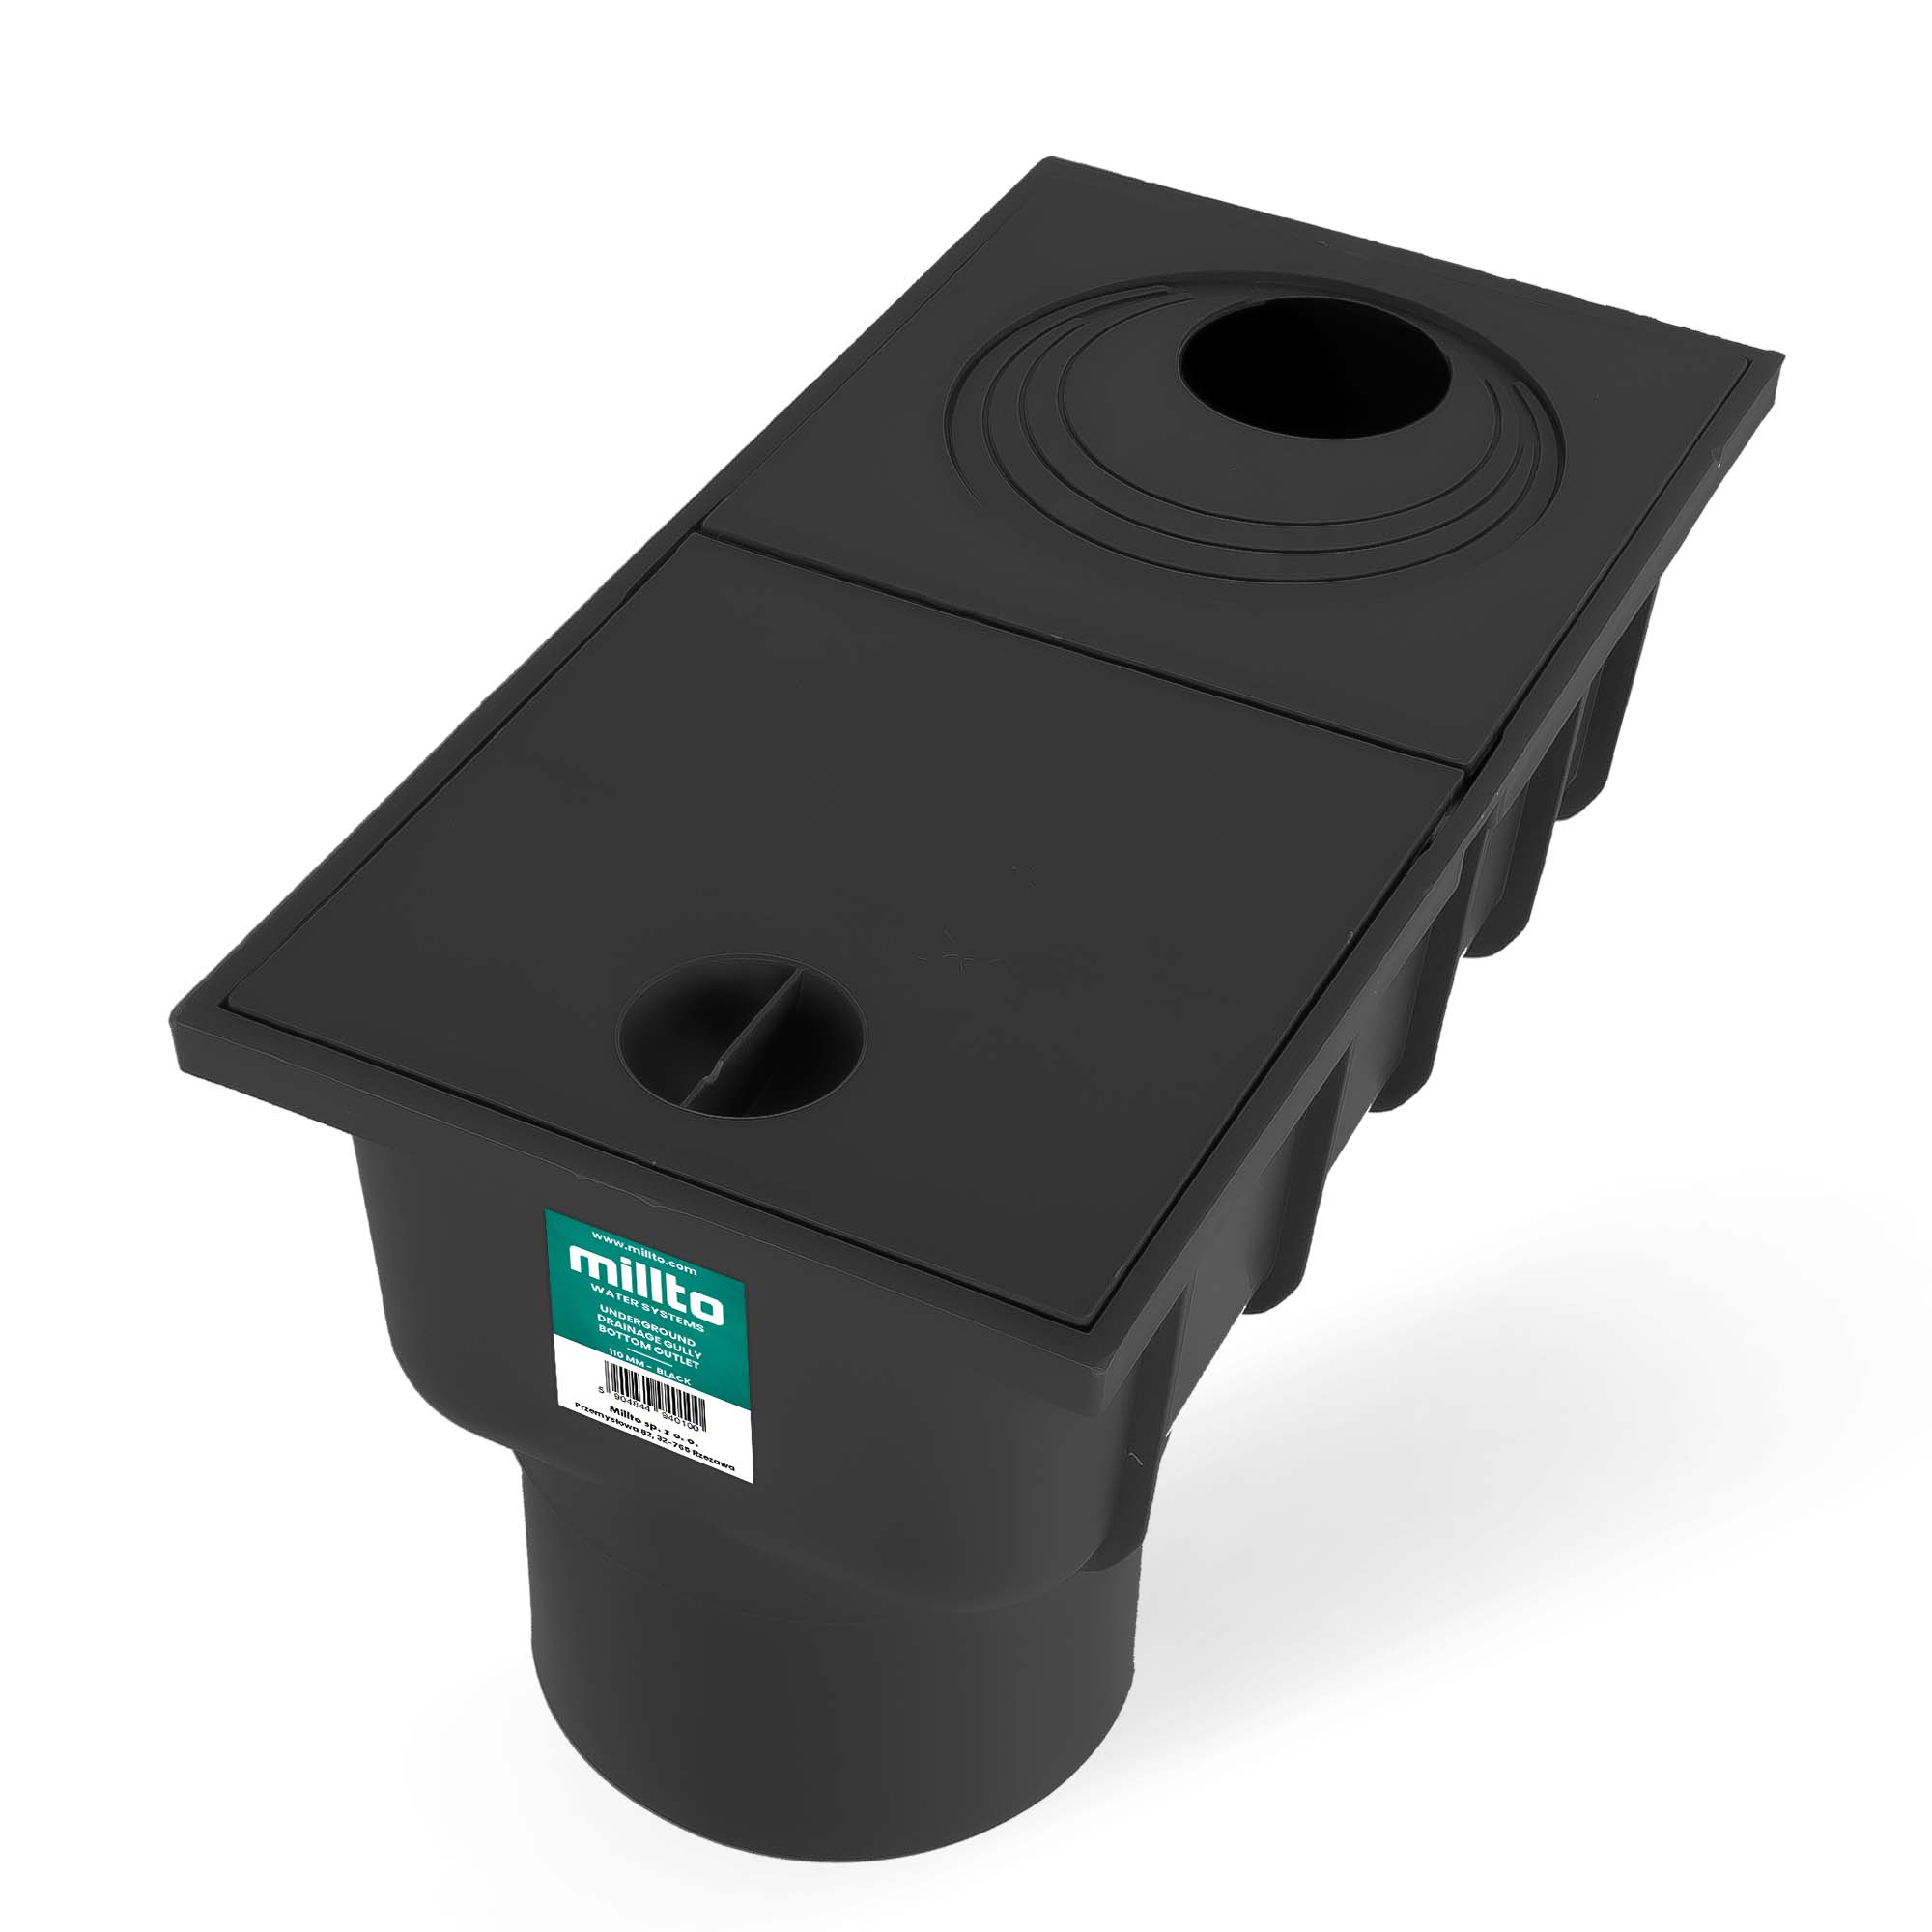 www.millto.com
millto
WATER SYSTEMS
UNDERGROUND
DRAINAGE GULLY
BOTTOM OUTLET
110 MM - BLACK
5 904644 940100
Millto sp. z o. o.
Przemysłowa 82, 32-765 Rzezawa